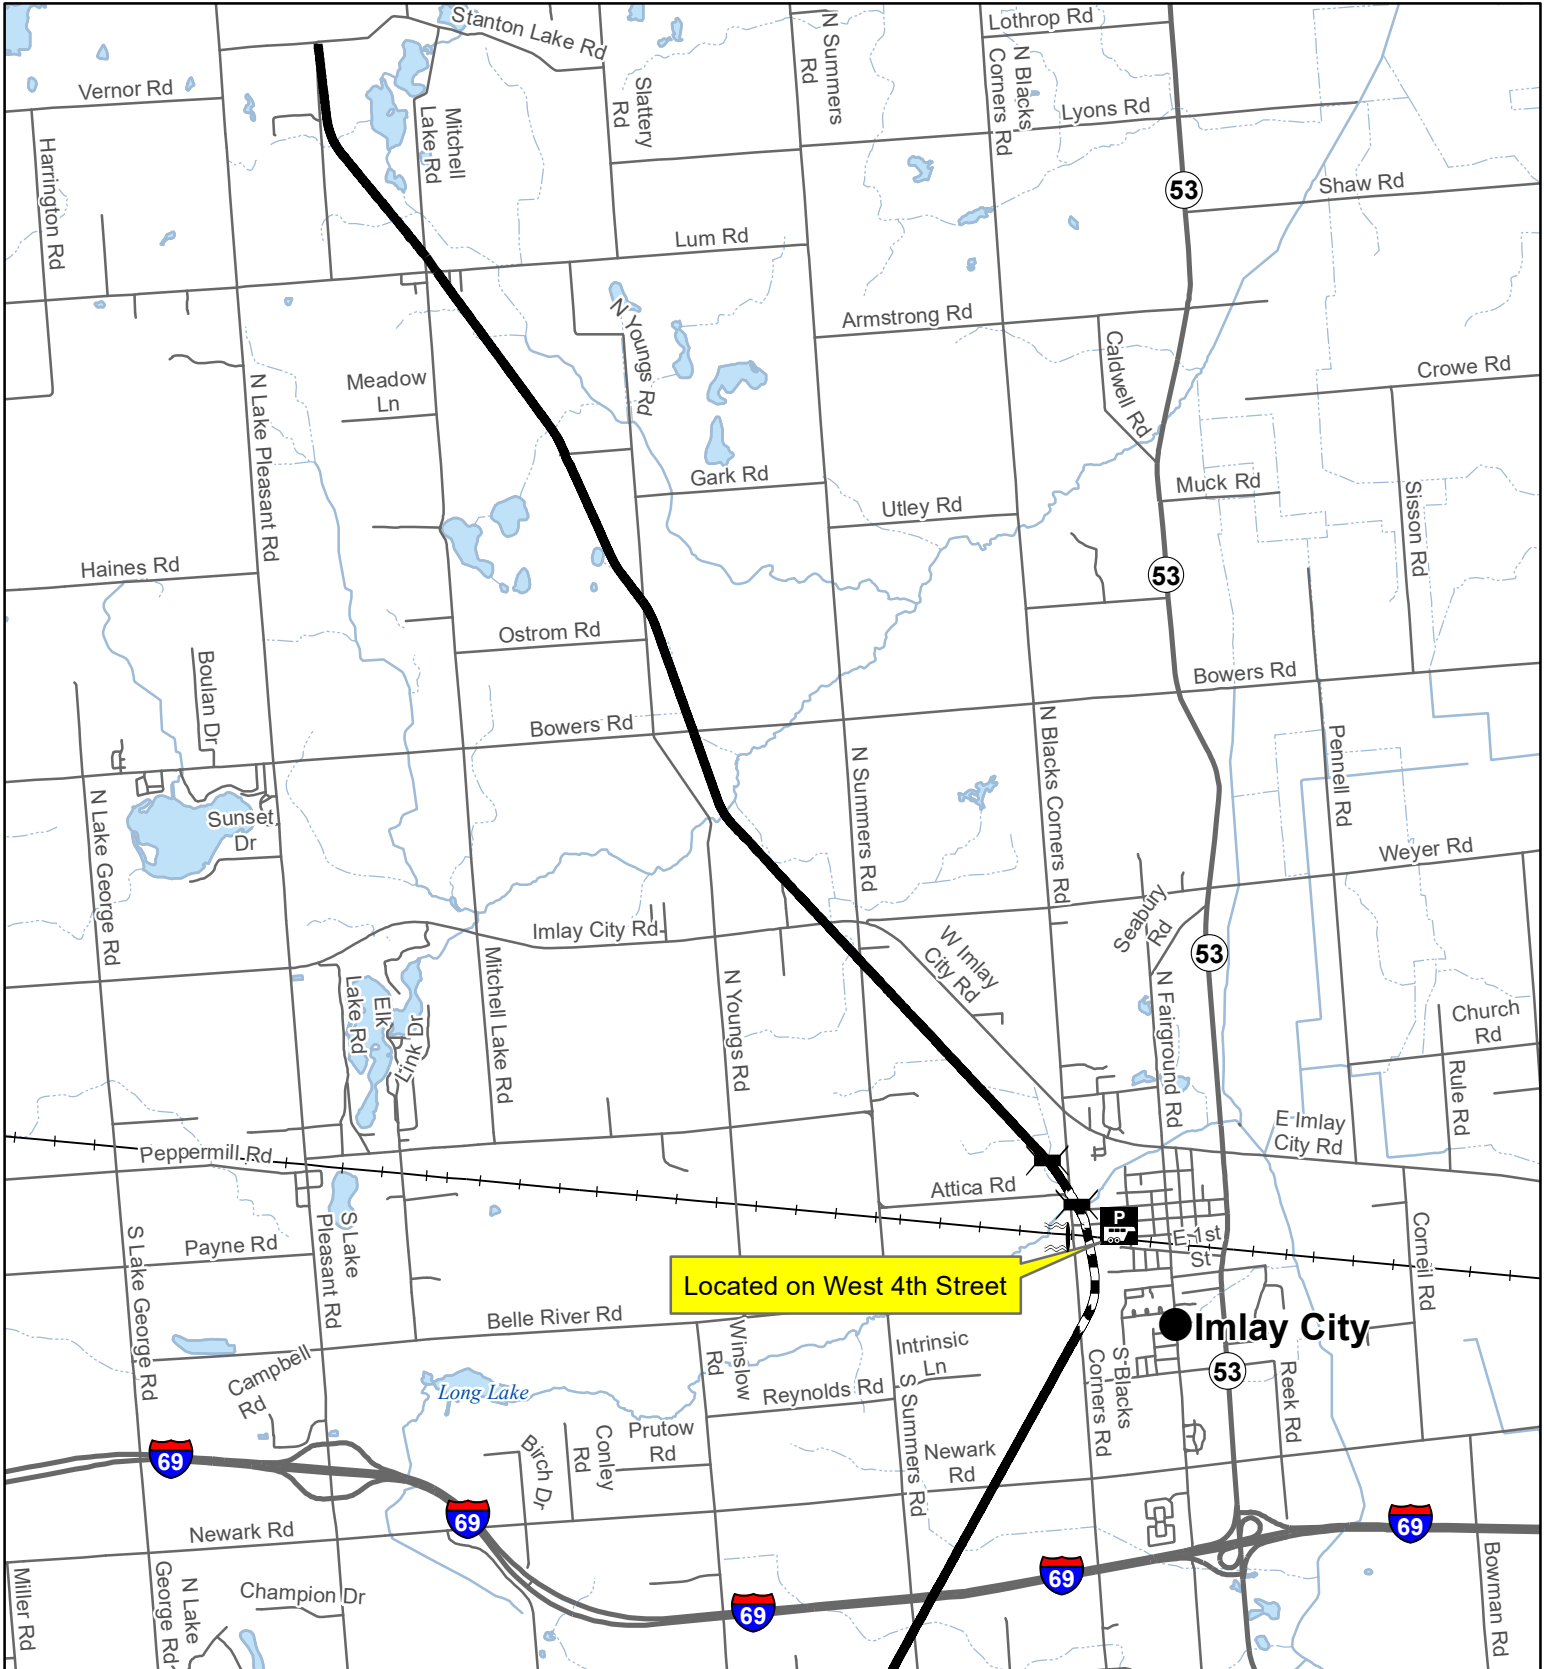 Stanton Lake Rd
Lothrop Rd
N Summers
Rd
N Blacks
Corners Rd
Vernor Rd
Slattery
Rd
Mitchell
Lake Rd
Lyons Rd
Harrington Rd
53
Shaw Rd
Lum Rd
N Youngs Rd
Armstrong Rd
Caldwell Rd
Crowe Rd
Meadow
Ln
N Lake Pleasant Rd
Gark Rd
Utley Rd
Muck Rd
Sisson Rd
Haines Rd
53
Ostrom Rd
Boulan Dr
Bowers Rd
Bowers Rd
N Lake George Rd
Sunset
Dr
N Summers Rd
N Blacks Corners Rd
Pennell Rd
Weyer Rd
Seabury
Rd
Imlay City Rd
W Imlay
City Rd
53
Mitchell Lake Rd
Elk
Lake Rd
Link Dr
N Youngs Rd
N Fairground Rd
Church
Rd
Rule Rd
E Imlay
City Rd
Peppermill Rd
Attica Rd
P
S Lake George Rd
S Lake
Pleasant Rd
Payne Rd
E 1st
St
Corneil Rd
Located on West 4th Street
Belle River Rd
Imlay City
Winslow
Rd
Intrinsic
Ln
S Blacks
Corners Rd
53
Campbell
Rd
Long Lake
Reynolds Rd
S Summers Rd
Reek Rd
Birch Dr
Conley
Rd
Prutow
Rd
Newark
Rd
69
69
69
Newark Rd
Miller Rd
N Lake
George Rd
Champion Dr
69
69
Bowman Rd